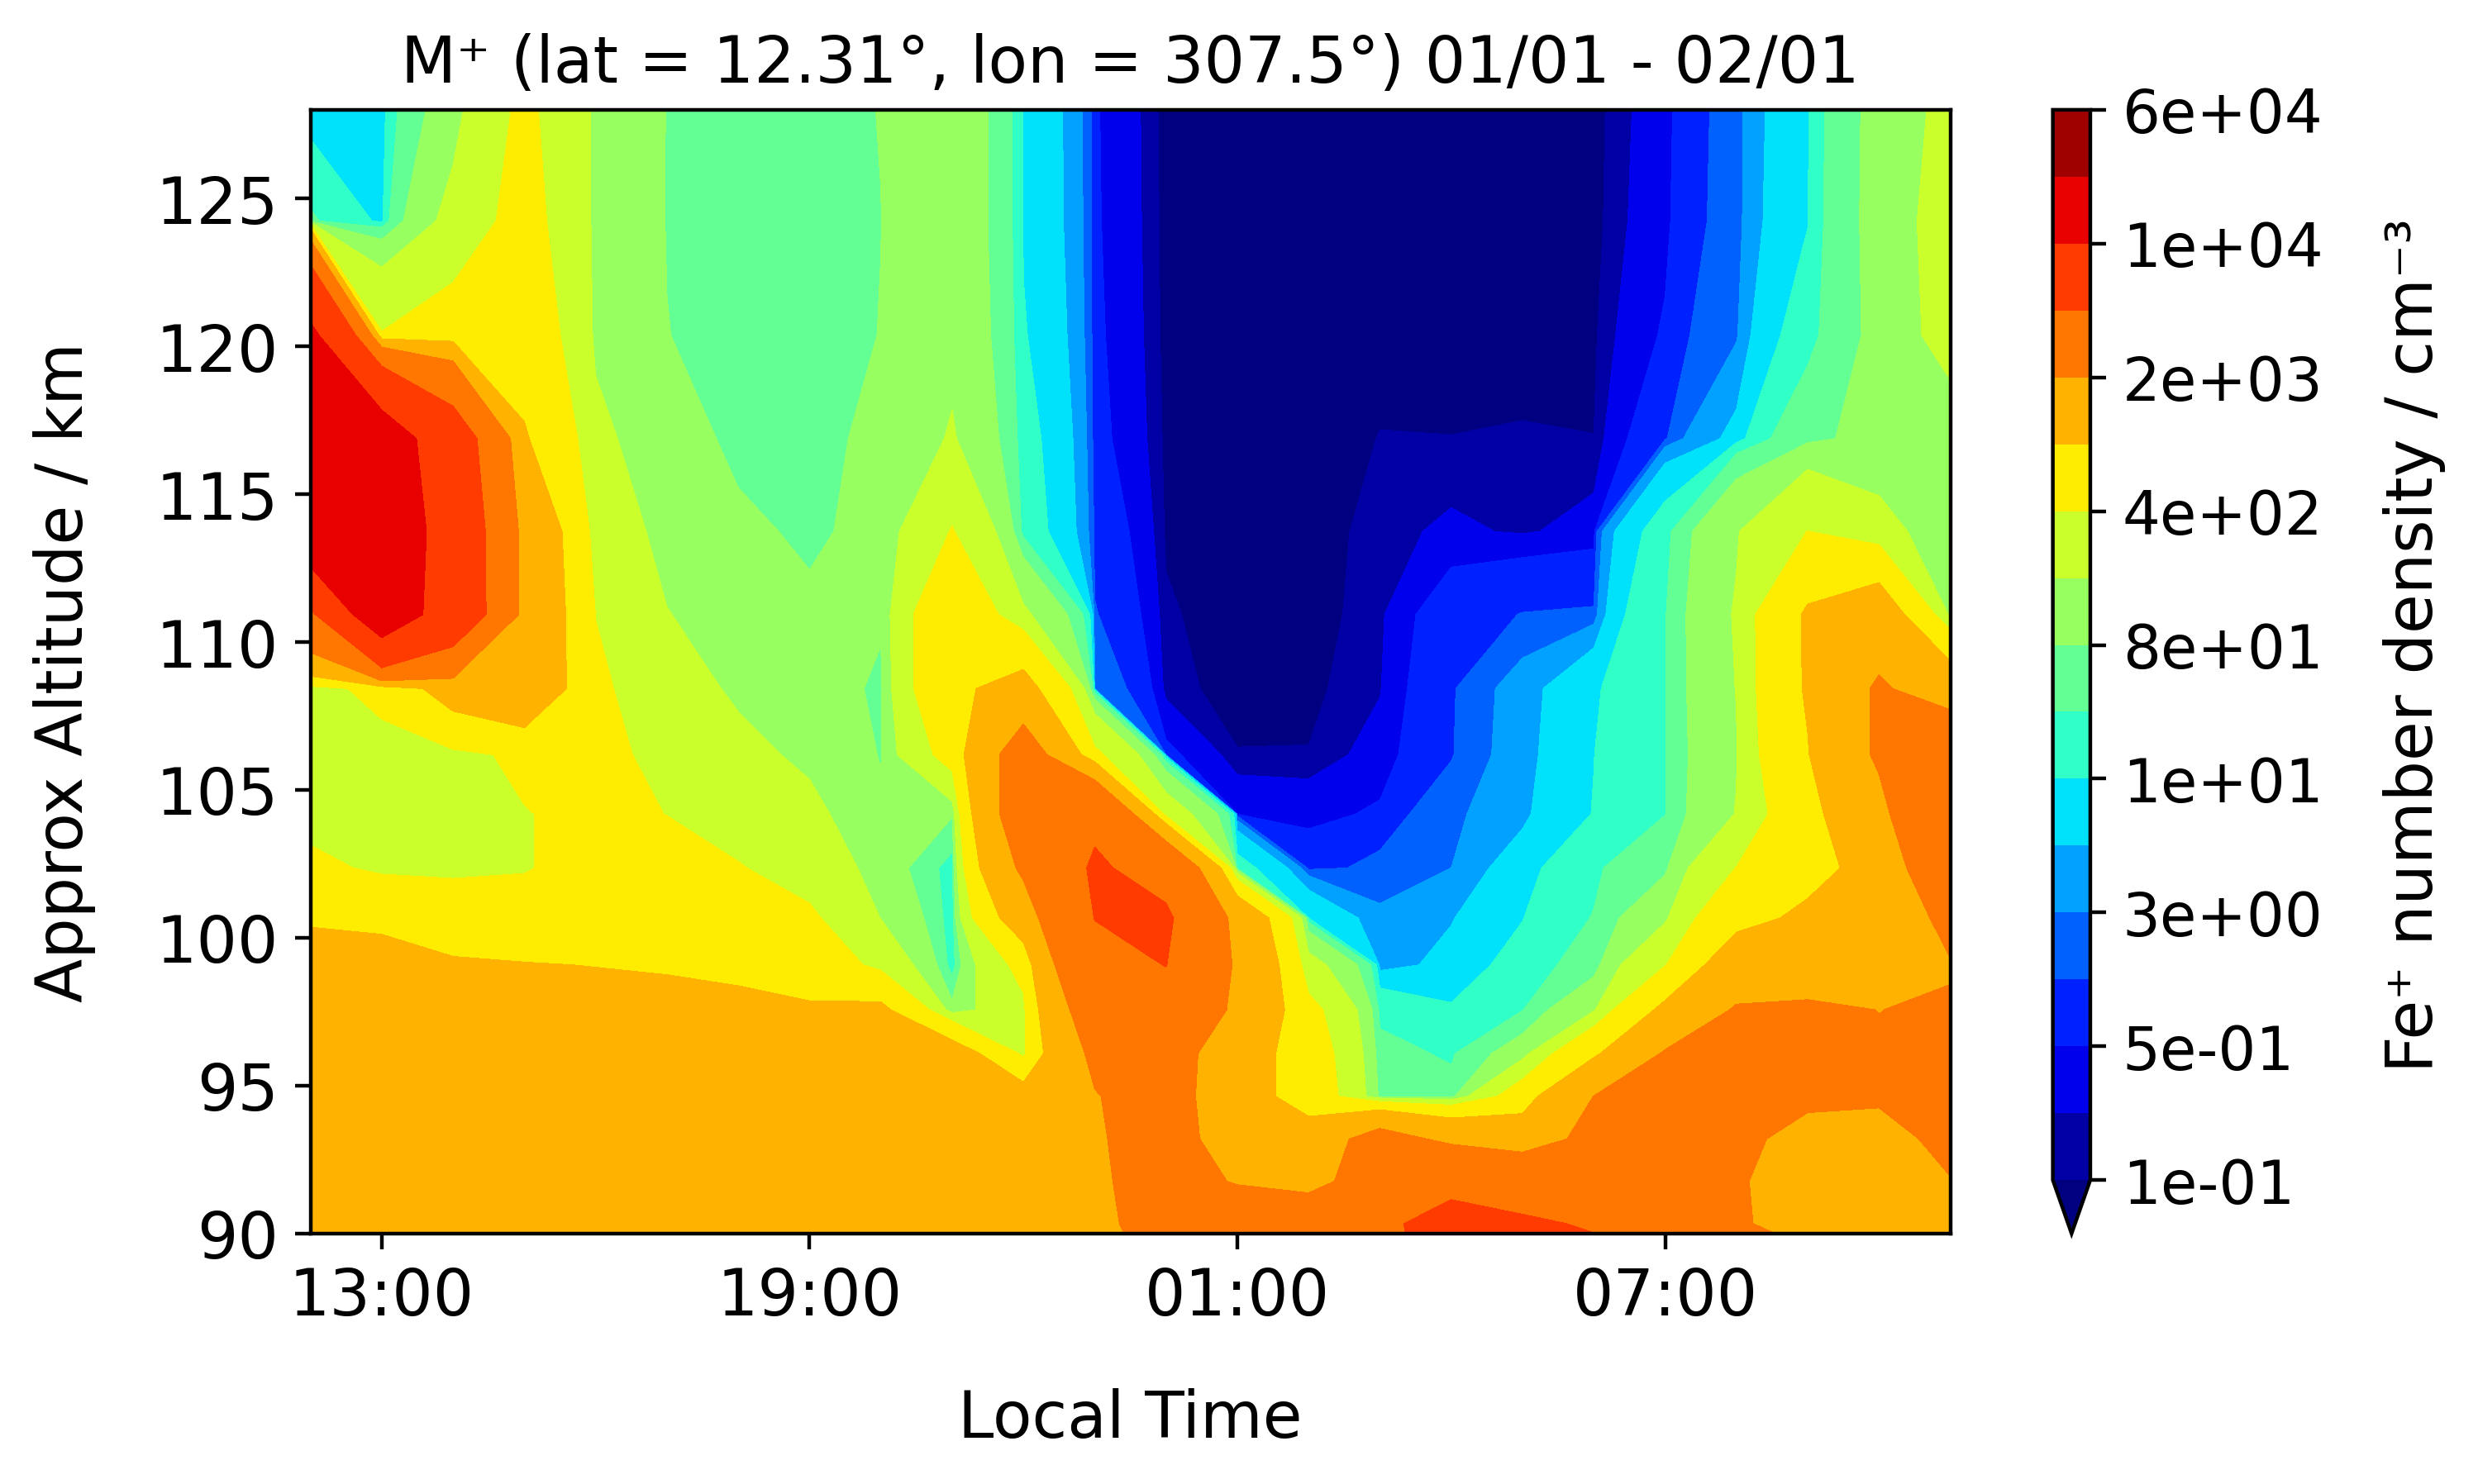 M⁺ (lat = 12.31°, lon = 307.5°) 01/01 - 02/01
Approx Altitude / km
125
120
115
110
105
100
95
90
13:00
19:00
01:00
07:00
Local Time
6e+04
1e+04
2e+03
4e+02
8e+01
1e+01
3e+00
5e-01
1e-01
Fe⁺ number density / cm⁻³